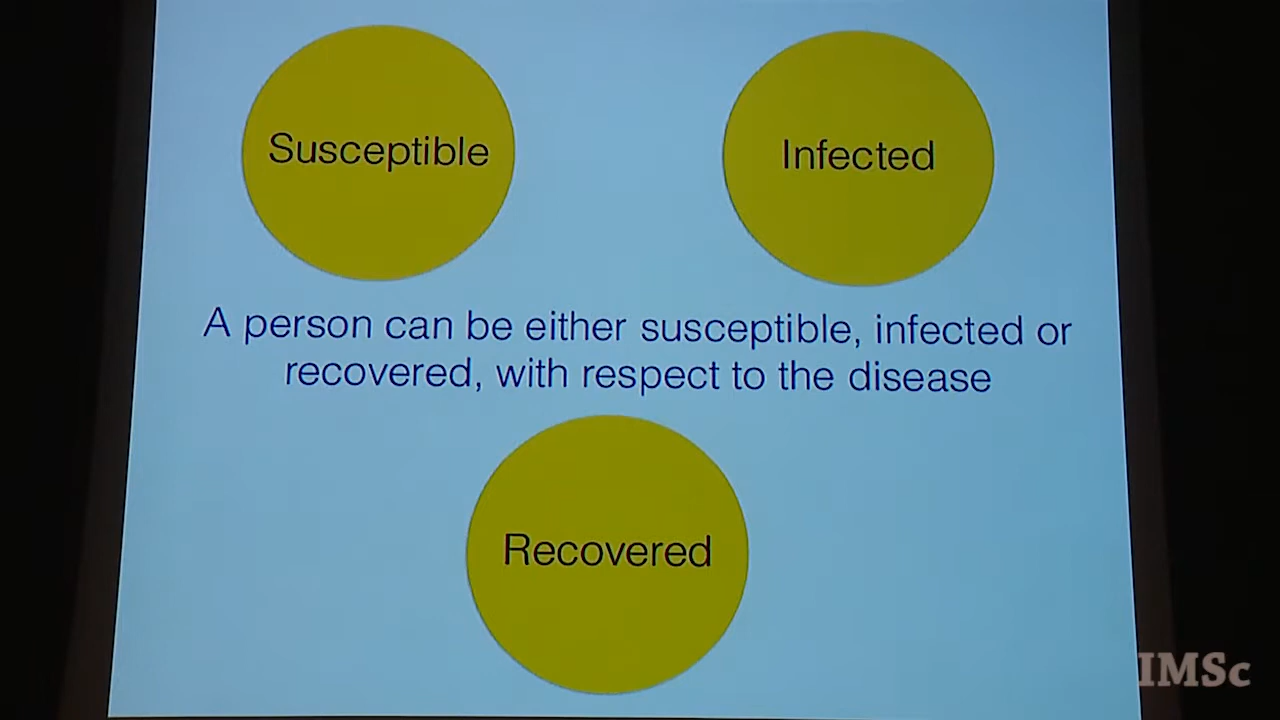 Susceptible
Infected
A person can be either susceptible, infected or
recovered, with respect to the disease
Recovered
IMSc